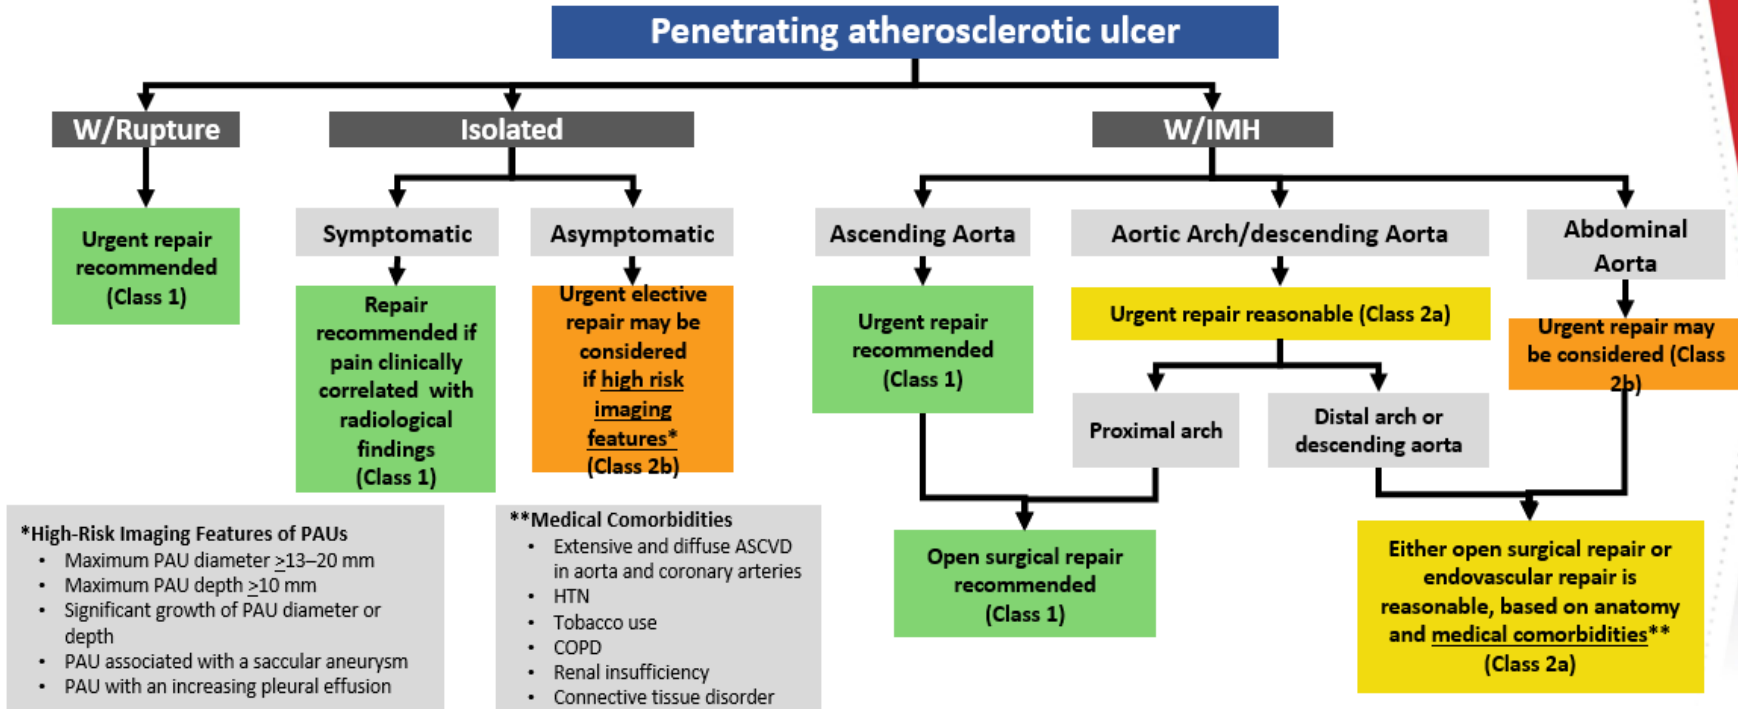 Penetrating atherosclerotic ulcer
W/Rupture
Isolated
W/IMH
Urgent repair
recommended
(Class 1)
Symptomatic
Asymptomatic
Repair
recommended if
pain clinically
correlated with
radiological
findings
(Class 1)
Urgent elective
repair may be
considered
if high risk
imaging
features*
(Class 2b)
Ascending Aorta
Aortic Arch/descending Aorta
Abdominal
Aorta
Urgent repair
recommended
(Class 1)
Urgent repair reasonable (Class 2a)
Urgent repair may
be considered (Class
2b)
Proximal arch
Distal arch or
descending aorta
Open surgical repair
recommended
(Class 1)
Either open surgical repair or
endovascular repair is
reasonable, based on anatomy
and medical comorbidities**
(Class 2a)
*High-Risk Imaging Features of PAUs
• Maximum PAU diameter ≥13–20 mm
• Maximum PAU depth ≥10 mm
• Significant growth of PAU diameter or
depth
• PAU associated with a saccular aneurysm
• PAU with an increasing pleural effusion
**Medical Comorbidities
• Extensive and diffuse ASCVD
in aorta and coronary arteries
• HTN
• Tobacco use
• COPD
• Renal insufficiency
• Connective tissue disorder